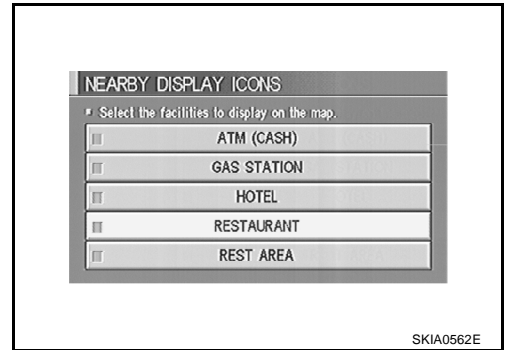 NEARBY DISPLAY ICONS
Select the facilities to display on the map.
ATM (CASH)
GAS STATION
HOTEL
RESTAURANT
REST AREA
SKIA0562E